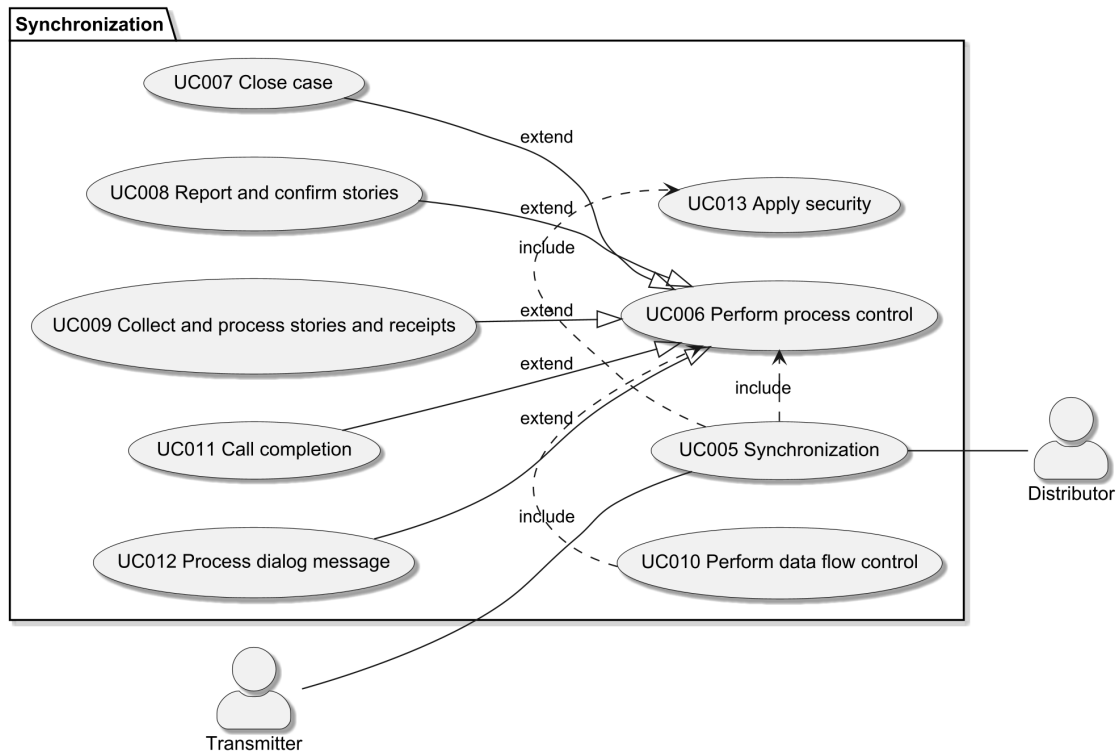 Synchronization
UC007 Close case
extend
UC008 Report and confirm stories
extend
UC013 Apply security
include
UC009 Collect and process stories and receipts
extend
UC006 Perform process control
extend
include
extend
UC011 Call completion
UC005 Synchronization
Distributor
include
UC012 Process dialog message
UC010 Perform data flow control
Transmitter